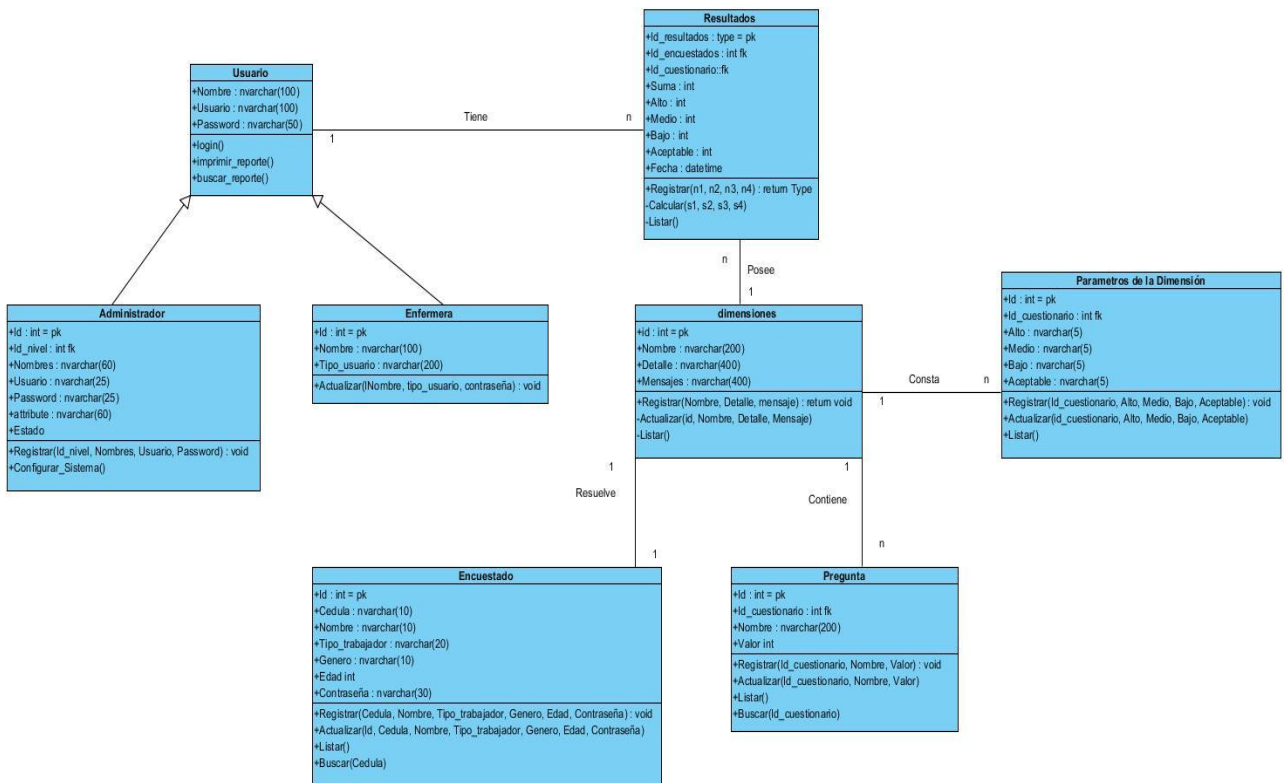 Resultados
+Id_resultados : type = pk
+Id_encuestados : int fk
+Id_cuestionario::fk
+Suma : int
+Alto : int
+Medio : int
+Bajo : int
+Aceptable : int
+Fecha : datetime
+Registrar(n1, n2, n3, n4) : return Type
-Calcular(s1, s2, s3, s4)
-Listar()
Usuario
+Nombre : nvarchar(100)
+Usuario : nvarchar(100)
+Password : nvarchar(50)
+login()
+imprimir_reporte()
+buscar_reporte()
Tiene
1
n
n
Posee
1
Administrador
+Id : int = pk
+Id_nivel : int fk
+Nombres : nvarchar(60)
+Usuario : nvarchar(25)
+Password : nvarchar(25)
+attribute : nvarchar(60)
+Estado
+Registrar(Id_nivel, Nombres, Usuario, Password) : void
+Configurar_Sistema()
Enfermera
+Id : int = pk
+Nombre : nvarchar(100)
+Tipo_usuario : nvarchar(200)
+Actualizar(lNombre, tipo_usuario, contraseña) : void
dimensiones
+id : int = pk
+Nombre : nvarchar(200)
+Detalle : nvarchar(400)
+Mensajes : nvarchar(400)
+Registrar(Nombre, Detalle, mensaje) : return void
-Actualizar(id, Nombre, Detalle, Mensaje)
-Listar()
Consta
1
n
Parametros de la Dimensión
+Id : int = pk
+Id_cuestionario : int fk
+Alto : nvarchar(5)
+Medio : nvarchar(5)
+Bajo : nvarchar(5)
+Aceptable : nvarchar(5)
+Registrar(Id_cuestionario, Alto, Medio, Bajo, Aceptable) : void
+Actualizar(id_cuestionario, Alto, Medio, Bajo, Aceptable)
+Listar()
1
Resuelve
1
1
Contiene
n
Encuestado
+Id : int = pk
+Cedula : nvarchar(10)
+Nombre : nvarchar(10)
+Tipo_trabajador : nvarchar(20)
+Genero : nvarchar(10)
+Edad int
+Contraseña : nvarchar(30)
+Registrar(Cedula, Nombre, Tipo_trabajador, Genero, Edad, Contraseña) : void
+Actualizar(Id, Cedula, Nombre, Tipo_trabajador, Genero, Edad, Contraseña)
+Listar()
+Buscar(Cedula)
Pregunta
+Id : int = pk
+Id_cuestionario : int fk
+Nombre : nvarchar(200)
+Valor int
+Registrar(Id_cuestionario, Nombre, Valor) : void
+Actualizar(Id_cuestionario, Nombre, Valor)
+Listar()
+Buscar(Id_cuestionario)